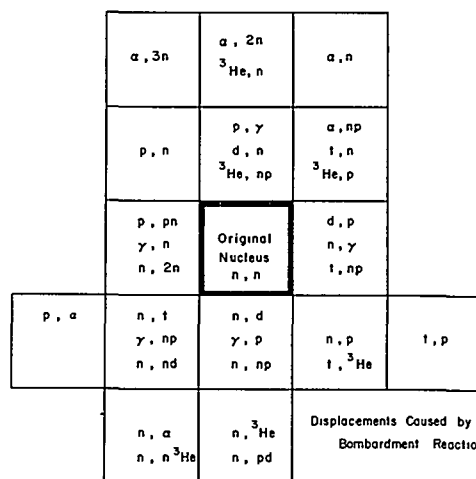 α, 3n
α, 2n
³He, n
α, n
p, n
p, γ
d, n
³He, np
α, np
t, n
³He, p
p, pn
γ, n
n, 2n
Original
Nucleus
n, n
d, p
n, γ
t, np
p, α
n, t
γ, np
n, nd
n, d
γ, p
n, np
n, p
t, ³He
t, p
n, α
n, n³He
n, ³He
n, pd
Displacements Caused by
Bombardment Reactio